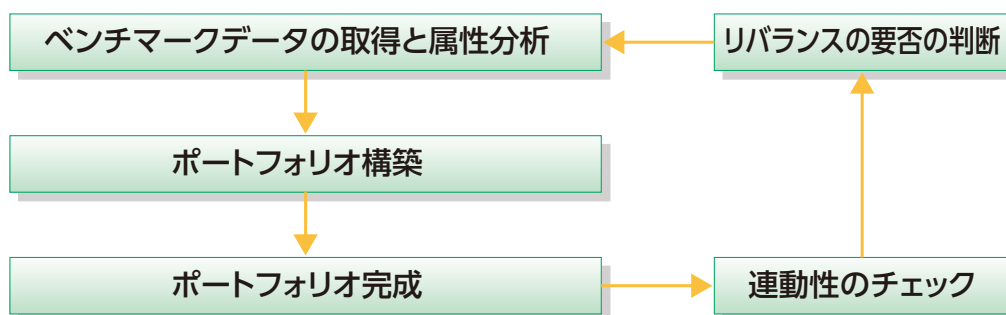 ベンチマークデータの取得と属性分析
リバランスの要否の判断
ポートフォリオ構築
ポートフォリオ完成
連動性のチェック